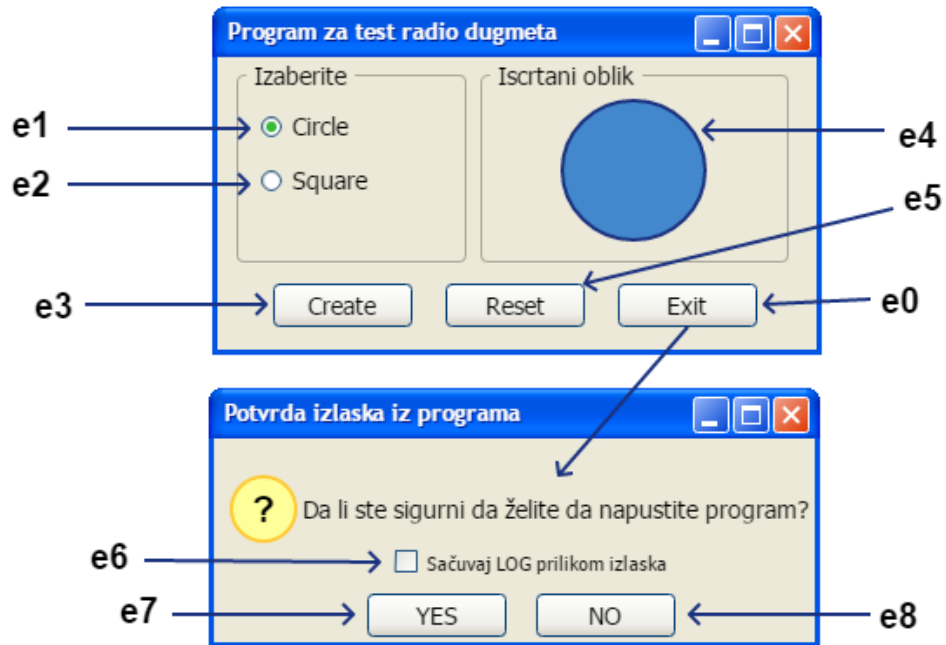 Program za test radio dugmeta
Izaberite
Iscrtani oblik
e1
Circle
e4
e2
Square
e5
e3
Create
Reset
Exit
e0
Potvrda izlaska iz programa
?
Da li ste sigurni da želite da napustite program?
e6
Sačuvaj LOG prilikom izlaska
e7
YES
NO
e8